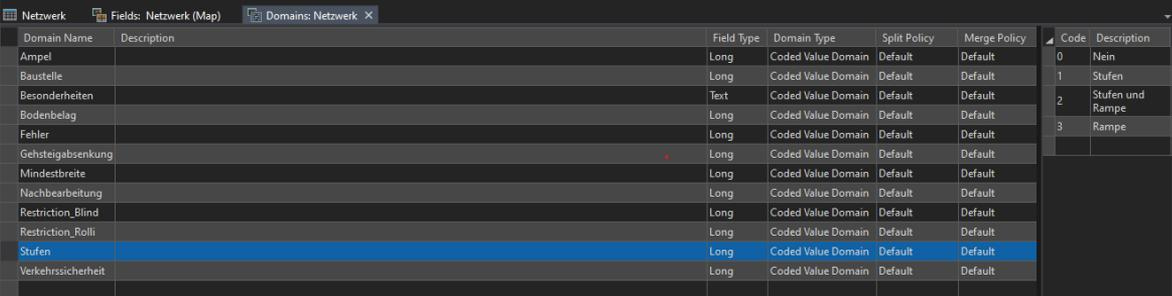 Netzwerk Fields: Netzwerk (Map) Domains: Netzwerk
Domain Name Description Field Type Domain Type Split Policy Merge Policy Code Description
Ampel Long Coded Value Domain Default Default 0 Nein
Baustelle Long Coded Value Domain Default Default 1 Stufen
Besonderheiten Text Coded Value Domain Default Default 2 Stufen und
Rampe
Bodenbelag Long Coded Value Domain Default Default
Fehler Long Coded Value Domain Default Default 3 Rampe
Gehsteigabsenkung Long Coded Value Domain Default Default
Mindestbreite Long Coded Value Domain Default Default
Nachbearbeitung Long Coded Value Domain Default Default
Restriction_Blind Long Coded Value Domain Default Default
Restriction_Rolli Long Coded Value Domain Default Default
Stufen Long Coded Value Domain Default Default
Verkehrssicherheit Long Coded Value Domain Default Default